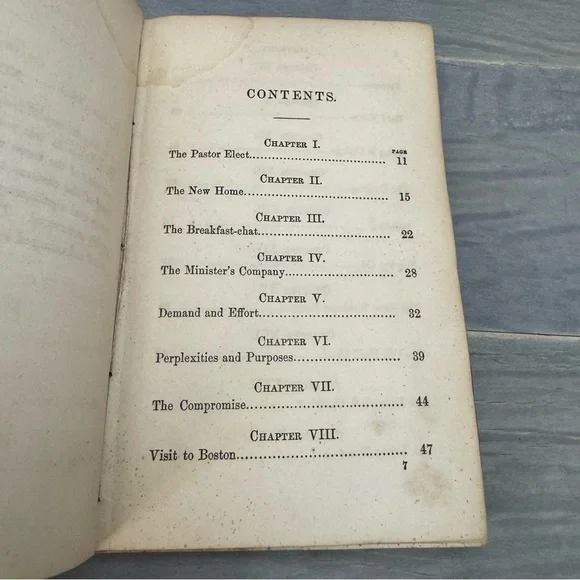 CONTENTS.
CHAPTER I.
PAGE
The Pastor Elect........................................ 11
CHAPTER II.
The New Home........................................ 15
CHAPTER III.
The Breakfast-chat........................................ 22
CHAPTER IV.
The Minister's Company........................................ 28
CHAPTER V.
Demand and Effort........................................ 32
CHAPTER VI.
Perplexities and Purposes........................................ 39
CHAPTER VII.
The Compromise........................................ 44
CHAPTER VIII.
Visit to Boston........................................ 47
7